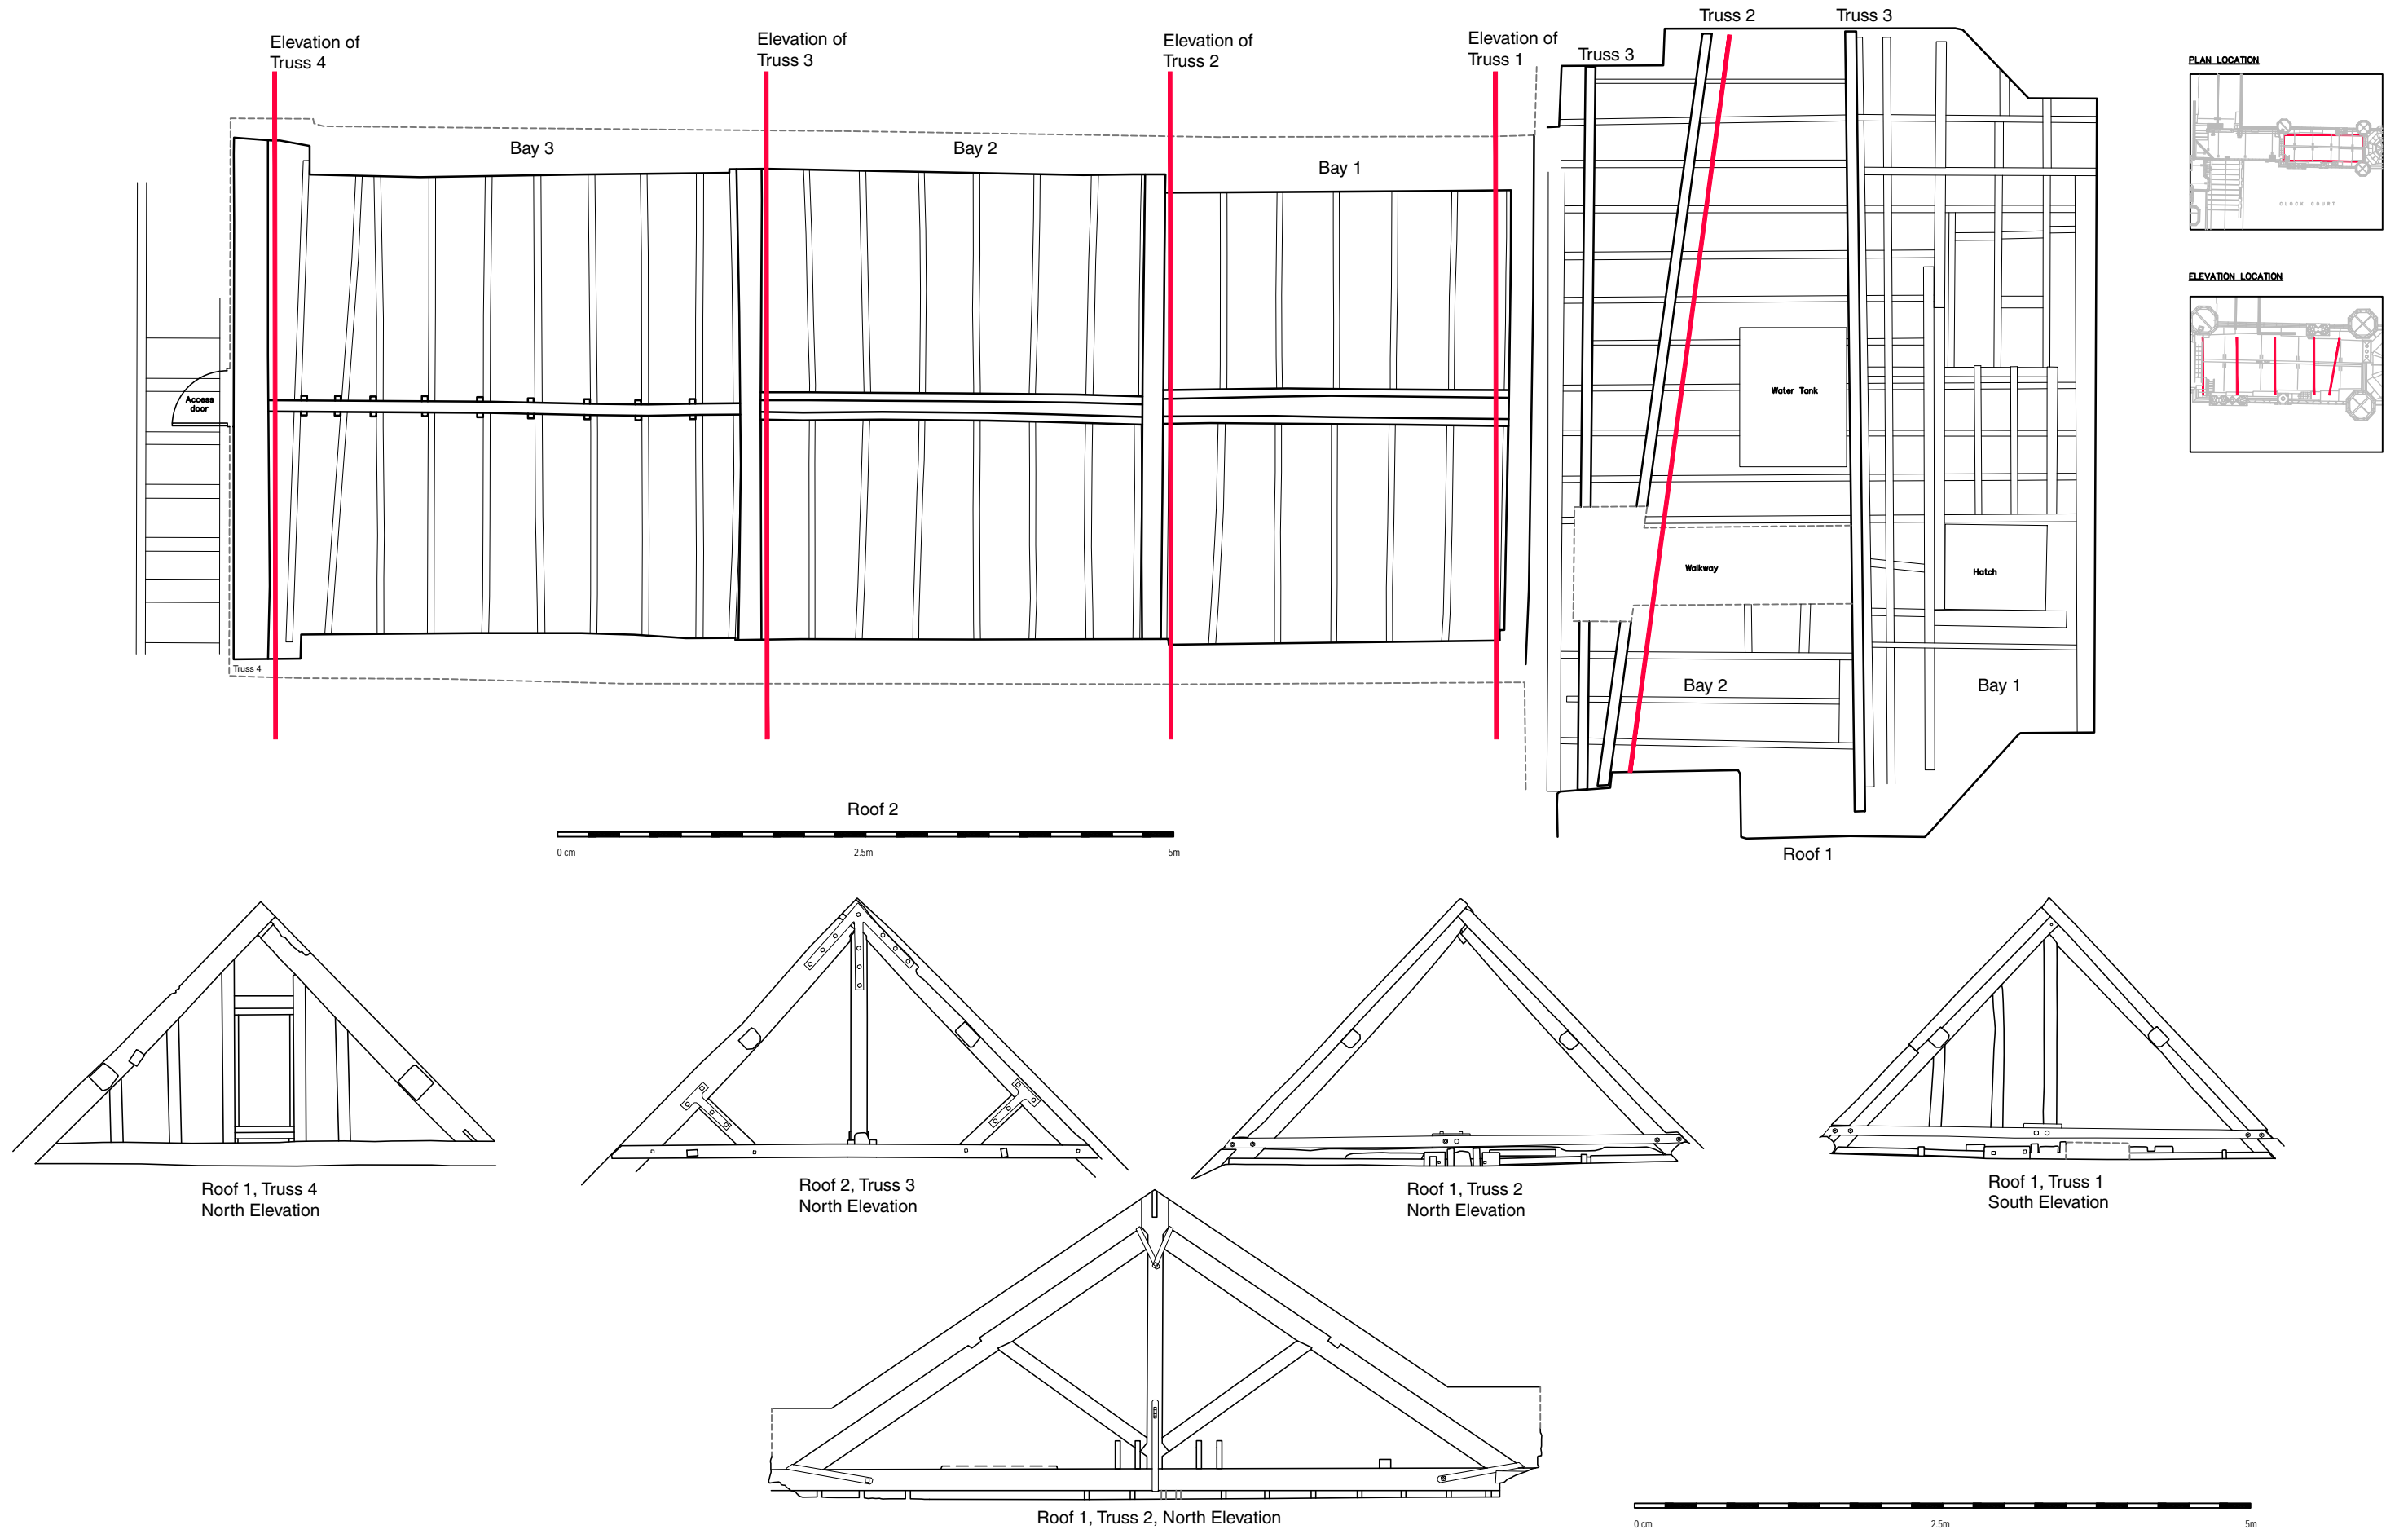 Elevation of
Truss 4
Elevation of
Truss 3
Elevation of
Truss 2
Elevation of
Truss 1
Truss 3
Truss 2
Truss 3
PLAN LOCATION
CLOCK COURT
ELEVATION LOCATION
Bay 3
Bay 2
Bay 1
Access
door
Water Tank
Walkway
Hatch
Truss 4
Bay 2
Bay 1
Roof 2
0 cm
2.5m
5m
Roof 1
Roof 1, Truss 4
North Elevation
Roof 2, Truss 3
North Elevation
Roof 1, Truss 2
North Elevation
Roof 1, Truss 1
South Elevation
Roof 1, Truss 2, North Elevation
0 cm
2.5m
5m